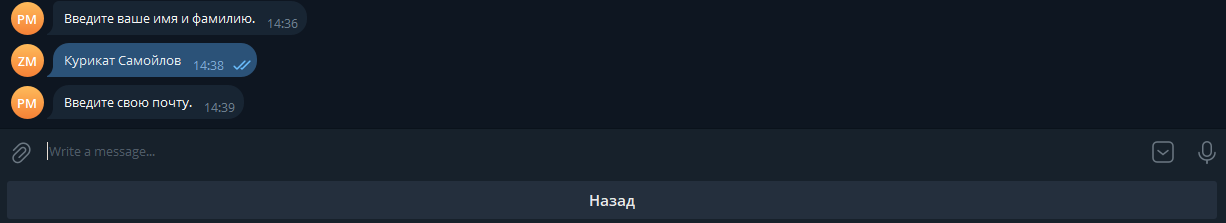 PM Введите ваше имя и фамилию. 14:36
ZM Курикат Самойлов 14:38
PM Введите свою почту. 14:39
Write a message...
Назад